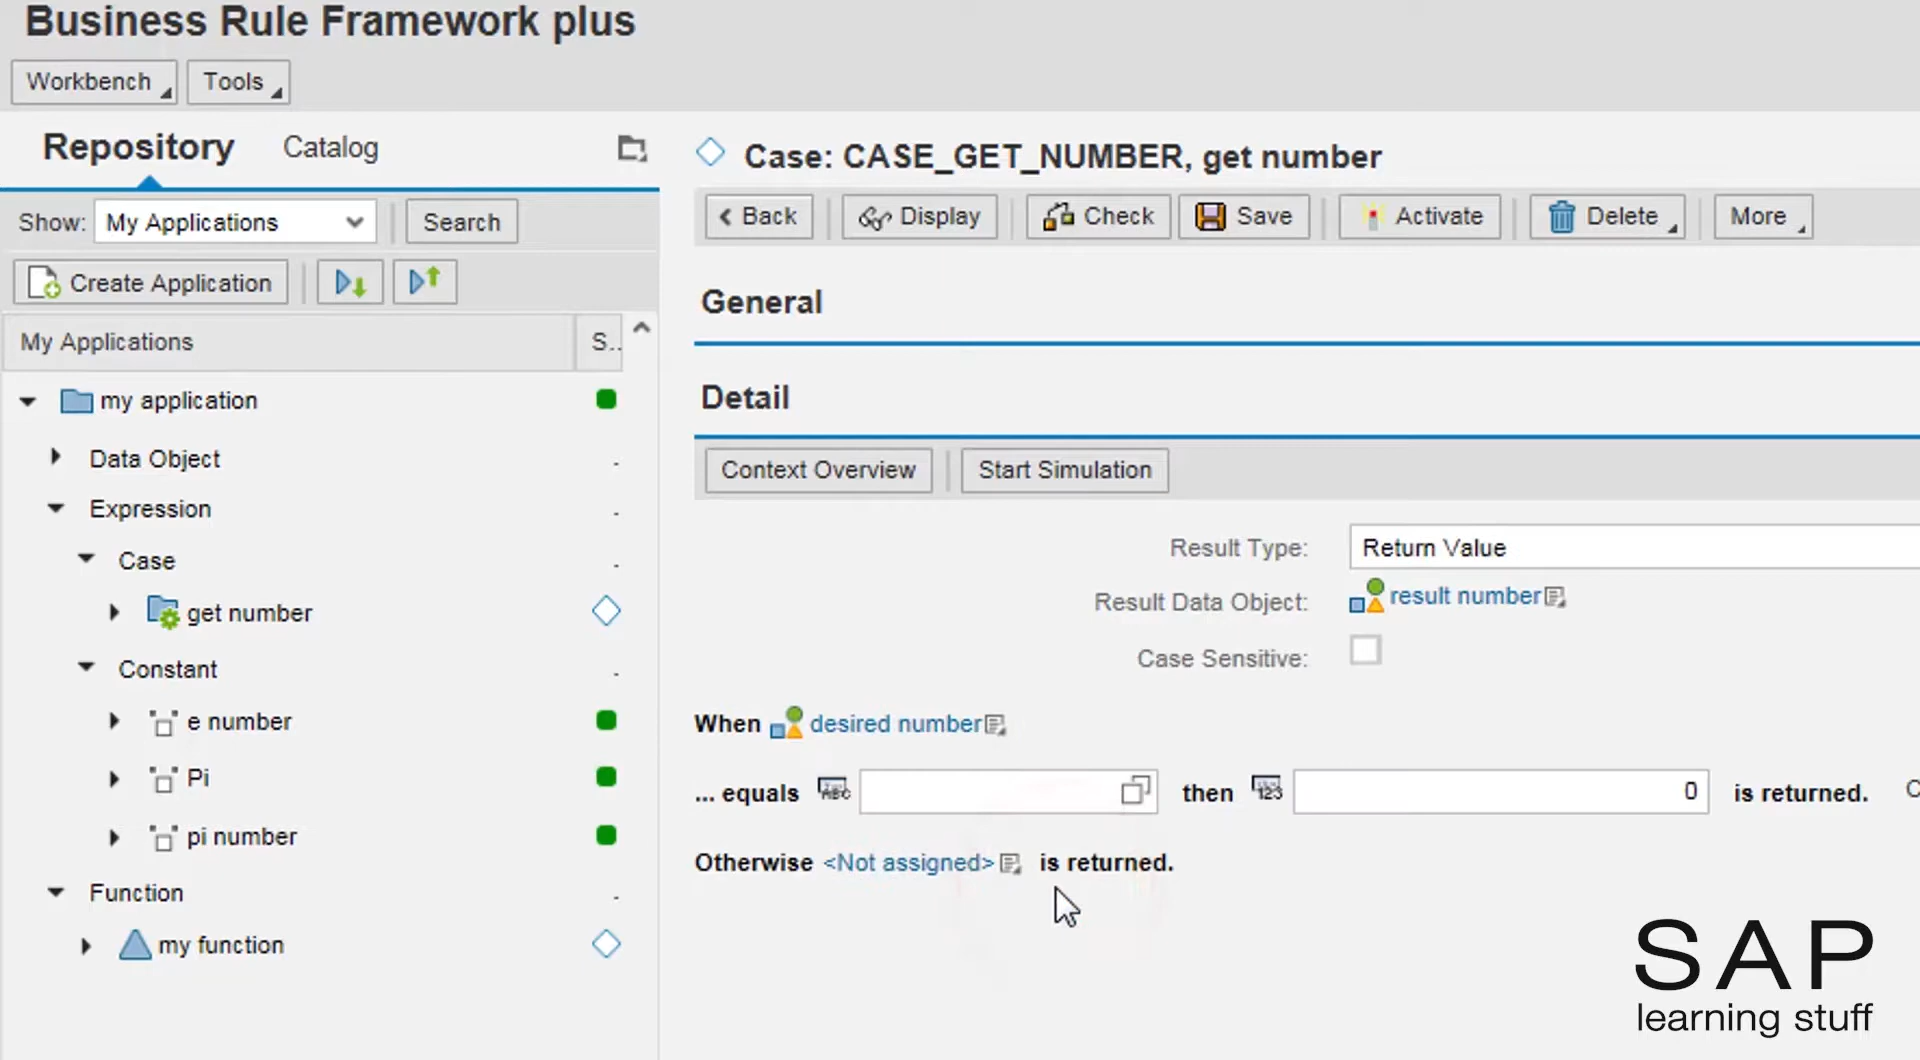 Business Rule Framework plus
Workbench Tools
Repository Catalog
Show: My Applications Search
Create Application
My Applications S..
my application
Data Object .
Expression .
Case .
get number
Constant .
e number
Pi
pi number
Function .
my function
Case: CASE_GET_NUMBER, get number
Back Display Check Save Activate Delete More
General
Detail
Context Overview Start Simulation
Result Type: Return Value
Result Data Object: result number
Case Sensitive:
When desired number
... equals ABC then 123 0 is returned.
Otherwise <Not assigned> is returned.
SAP
learning stuff